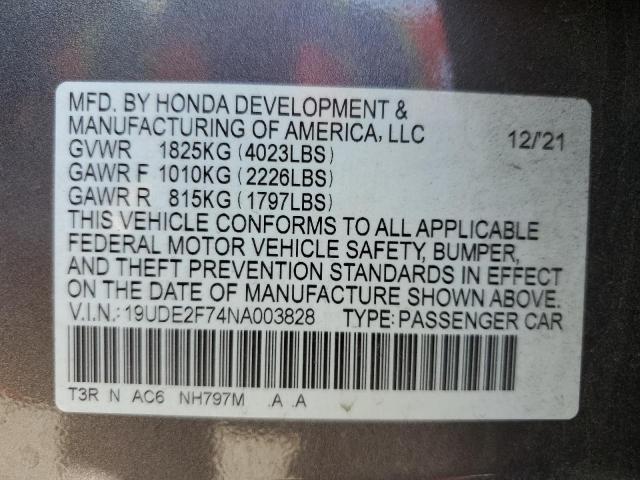 MFD. BY HONDA DEVELOPMENT &
MANUFACTURING OF AMERICA, LLC 12/'21
GVWR 1825KG (4023LBS)
GAWR F 1010KG (2226LBS)
GAWR R 815KG (1797LBS)
THIS VEHICLE CONFORMS TO ALL APPLICABLE
FEDERAL MOTOR VEHICLE SAFETY, BUMPER,
AND THEFT PREVENTION STANDARDS IN EFFECT
ON THE DATE OF MANUFACTURE SHOWN ABOVE.
V.I.N.: 19UDE2F74NA003828 TYPE: PASSENGER CAR
T3R N AC6 NH797M .A .A